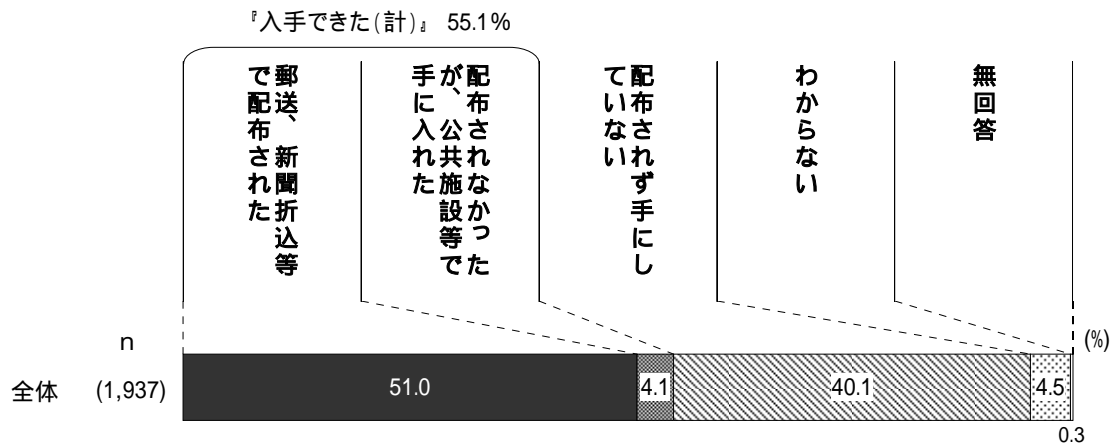 『入手できた(計)』 55.1%
郵送、新聞折込等
で配布された
配布されなかった
が、公共施設等で
手に入れた
配布されず手にし
ていない
わからない
無回答
(%)
n
全体 (1,937) 51.0 4.1 40.1 4.5
0.3